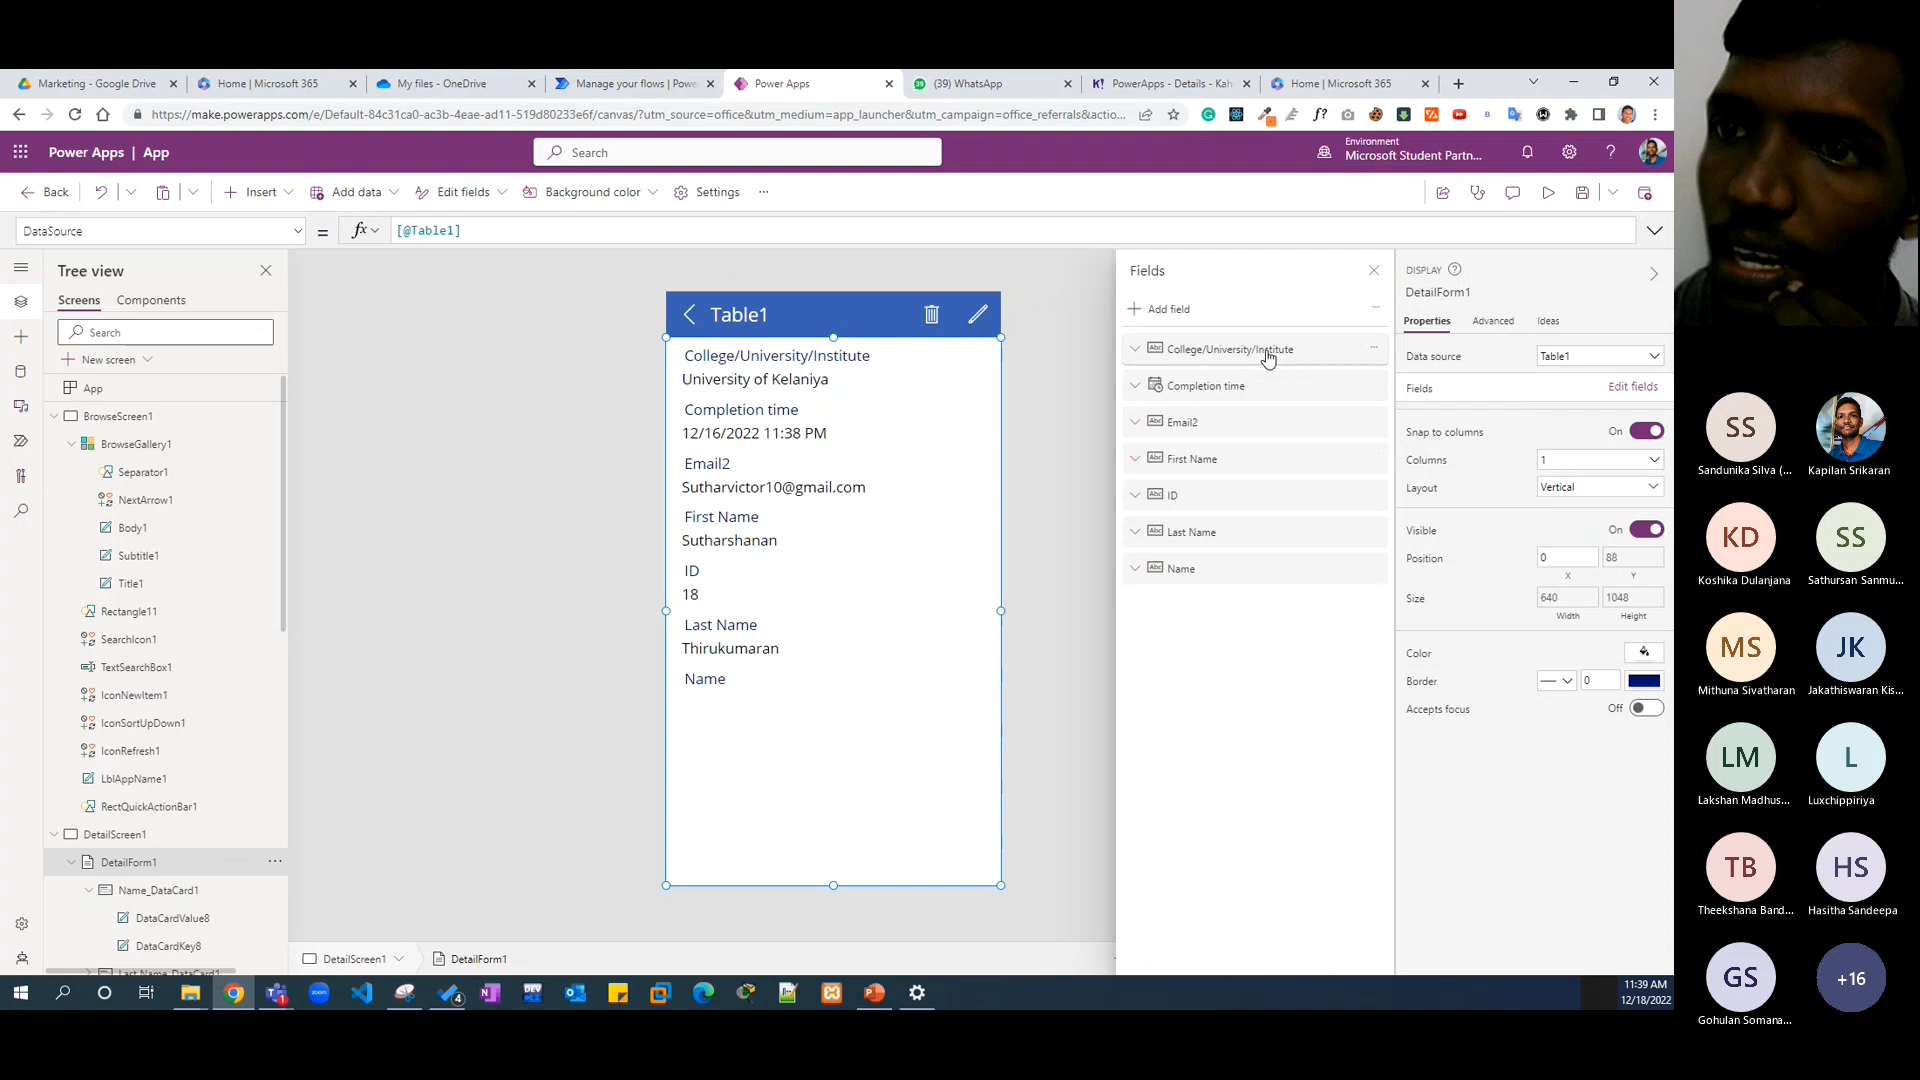 Marketing - Google Drive
Home | Microsoft 365
My files - OneDrive
Manage your flows | Powe
Power Apps
(39) WhatsApp
PowerApps - Details - Kah
Home | Microsoft 365
https://make.powerapps.com/e/Default-84c31ca0-ac3b-4eae-ad11-519d80233e6f/canvas/?utm_source=office&utm_medium=app_launcher&utm_campaign=office_referrals&actio...
Power Apps | App
Search
Environment
Microsoft Student Partn...
Back
Insert
Add data
Edit fields
Background color
Settings
DataSource
=
fx
[@Table1]
Tree view
Screens
Components
Search
New screen
App
BrowseScreen1
BrowseGallery1
Separator1
NextArrow1
Body1
Subtitle1
Title1
Rectangle11
SearchIcon1
TextSearchBox1
IconNewItem1
IconSortUpDown1
IconRefresh1
LblAppName1
RectQuickActionBar1
DetailScreen1
DetailForm1
Name_DataCard1
DataCardValue8
DataCardKey8
Last Name_DataCard1
Table1
College/University/Institute
University of Kelaniya
Completion time
12/16/2022 11:38 PM
Email2
Sutharvictor10@gmail.com
First Name
Sutharshanan
ID
18
Last Name
Thirukumaran
Name
DetailScreen1
DetailForm1
Fields
Add field
Abc College/University/Institute
Completion time
Abc Email2
Abc First Name
Abc ID
Abc Last Name
Abc Name
DISPLAY
DetailForm1
Properties
Advanced
Ideas
Data source
Table1
Fields
Edit fields
Snap to columns
On
Columns
1
Layout
Vertical
Visible
On
Position
0
88
X
Y
Size
640
1048
Width
Height
Color
Border
0
Accepts focus
Off
SS
Sandunika Silva (...
Kapilan Srikaran
KD
Koshika Dulanjana
SS
Sathursan Sanmu...
MS
Mithuna Sivatharan
JK
Jakathiswaran Kis...
LM
Lakshan Madhus...
L
Luxchippiriya
TB
Theekshana Band...
HS
Hasitha Sandeepa
GS
Gohulan Somana...
+16
11:39 AM
12/18/2022